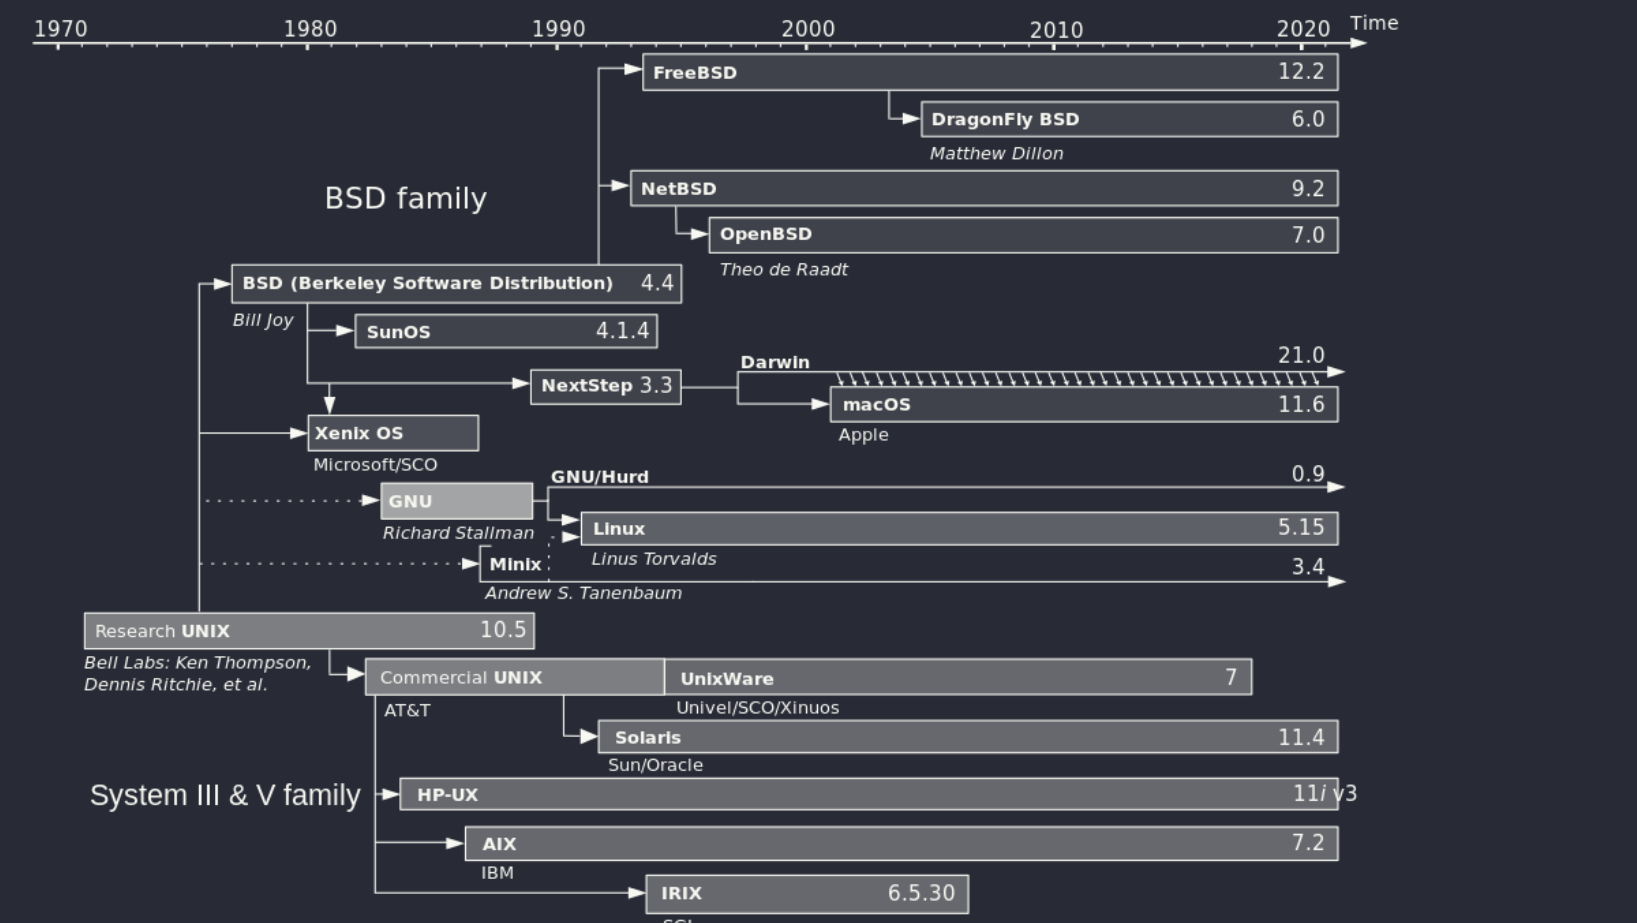 1970 1980 1990 2000 2010 2020 Time
FreeBSD 12.2
DragonFly BSD 6.0
Matthew Dillon
BSD family
NetBSD 9.2
OpenBSD 7.0
Theo de Raadt
BSD (Berkeley Software Distribution) 4.4
Bill Joy
SunOS 4.1.4
Darwin 21.0
NextStep 3.3
macOS 11.6
Apple
Xenix OS
Microsoft/SCO
GNU/Hurd 0.9
GNU
Richard Stallman
Linux 5.15
Linus Torvalds
Minix 3.4
Andrew S. Tanenbaum
Research UNIX 10.5
Bell Labs: Ken Thompson,
Dennis Ritchie, et al.
Commercial UNIX
AT&T
UnixWare 7
Univel/SCO/Xinuos
Solaris 11.4
Sun/Oracle
System III & V family
HP-UX 11i v3
AIX 7.2
IBM
IRIX 6.5.30